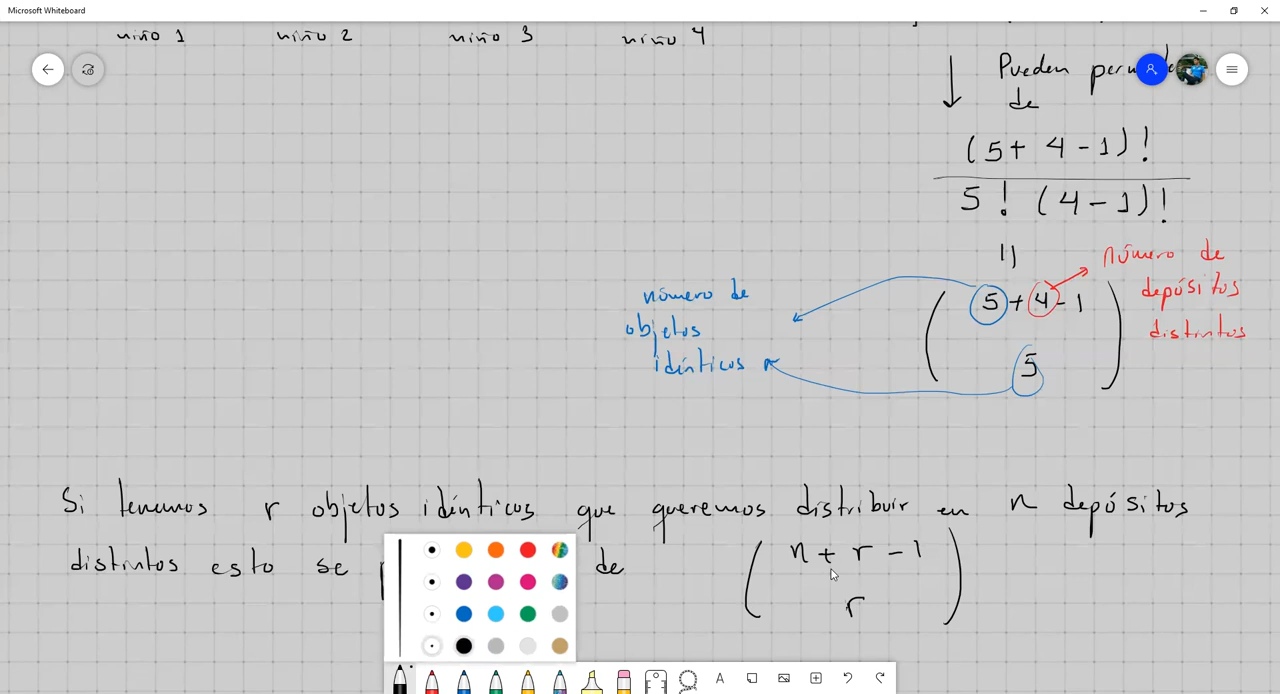 Microsoft Whiteboard
niño 1 niño 2 niño 3 niño 4
↓ Pueden
de
(5+4-1)!
5! (4-1)!
número de
depósitos
distintos
número de
objetos
idénticos
(5+4-1
5)
Si tenemos r objetos idénticos que queremos distribuir en n depósitos
distintos esto se de
(n+r-1
r)
A